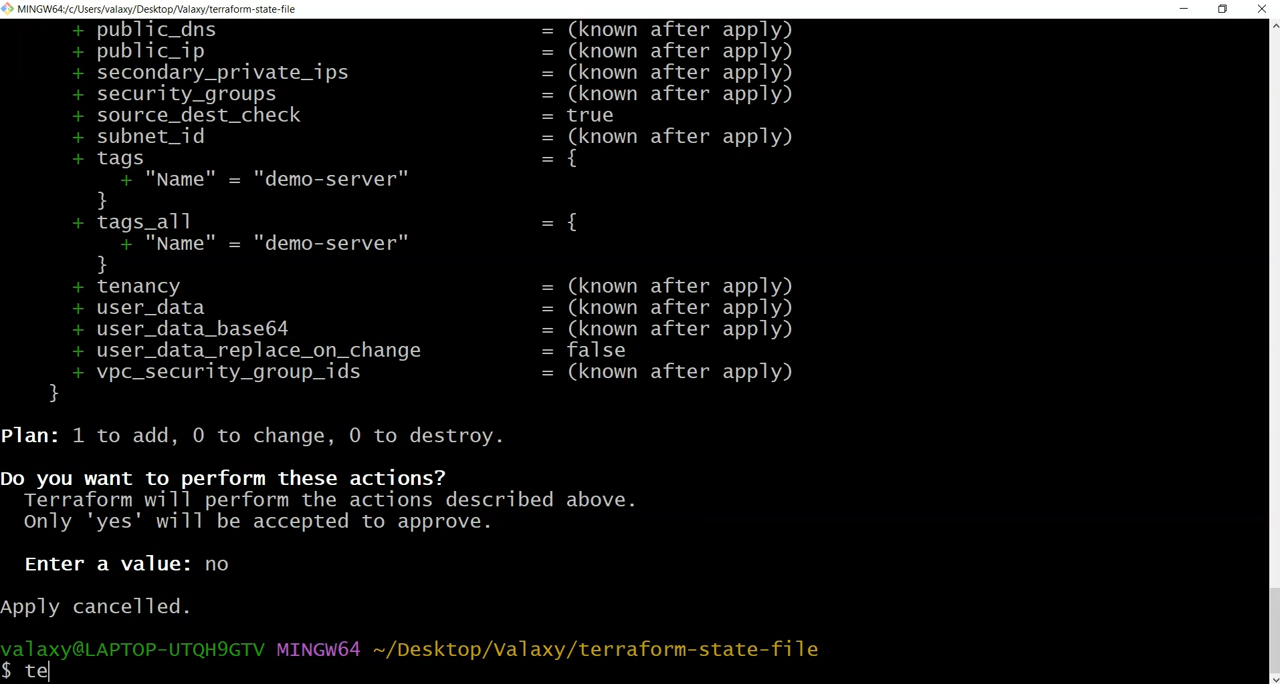 MINGW64:/c/Users/valaxy/Desktop/Valaxy/terraform-state-file
+ public_dns = (known after apply)
+ public_ip = (known after apply)
+ secondary_private_ips = (known after apply)
+ security_groups = (known after apply)
+ source_dest_check = true
+ subnet_id = (known after apply)
+ tags = {
+ "Name" = "demo-server"
}
+ tags_all = {
+ "Name" = "demo-server"
}
+ tenancy = (known after apply)
+ user_data = (known after apply)
+ user_data_base64 = (known after apply)
+ user_data_replace_on_change = false
+ vpc_security_group_ids = (known after apply)
}
Plan: 1 to add, 0 to change, 0 to destroy.
Do you want to perform these actions?
Terraform will perform the actions described above.
Only 'yes' will be accepted to approve.
Enter a value: no
Apply cancelled.
valaxy@LAPTOP-UTQH9GTV MINGW64 ~/Desktop/Valaxy/terraform-state-file
$ te